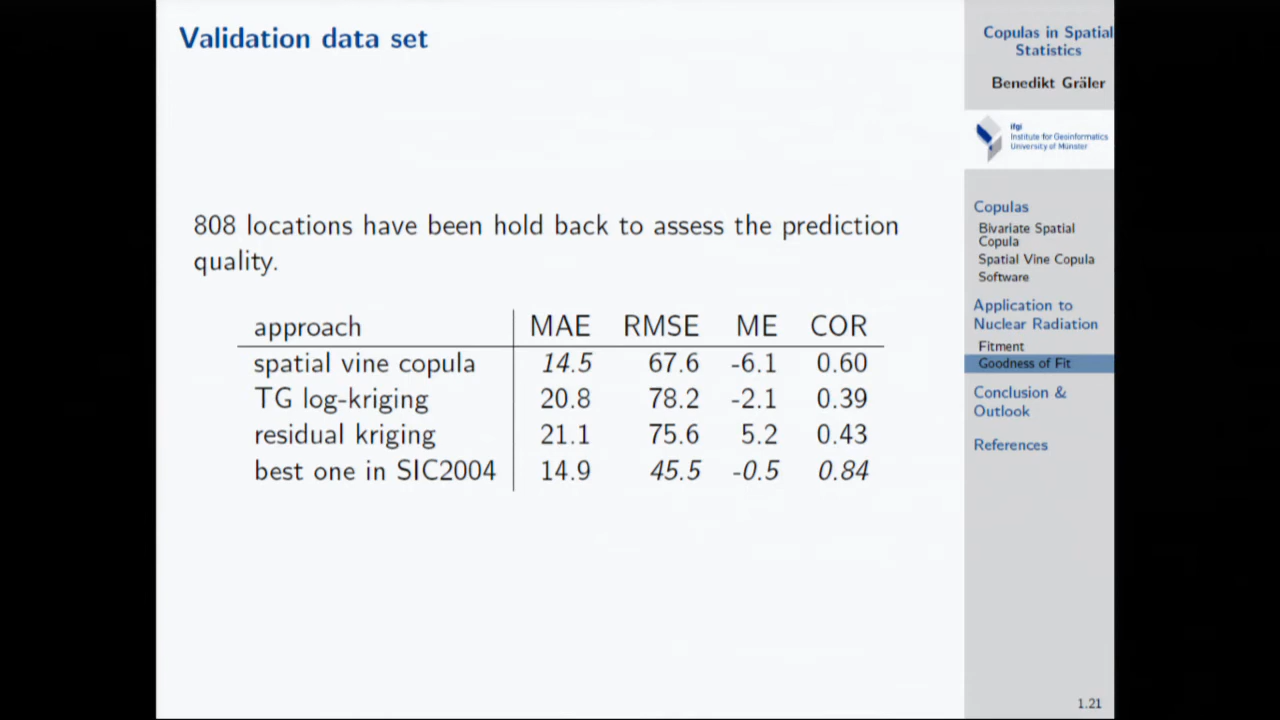 Validation data set
808 locations have been hold back to assess the prediction
quality.
approach MAE RMSE ME COR
spatial vine copula 14.5 67.6 -6.1 0.60
TG log-kriging 20.8 78.2 -2.1 0.39
residual kriging 21.1 75.6 5.2 0.43
best one in SIC2004 14.9 45.5 -0.5 0.84
Copulas in Spatial
Statistics
Benedikt Gräler
ifgi
Institute for Geoinformatics
University of Münster
Copulas
Bivariate Spatial
Copula
Spatial Vine Copula
Software
Application to
Nuclear Radiation
Fitment
Goodness of Fit
Conclusion &
Outlook
References
1.21